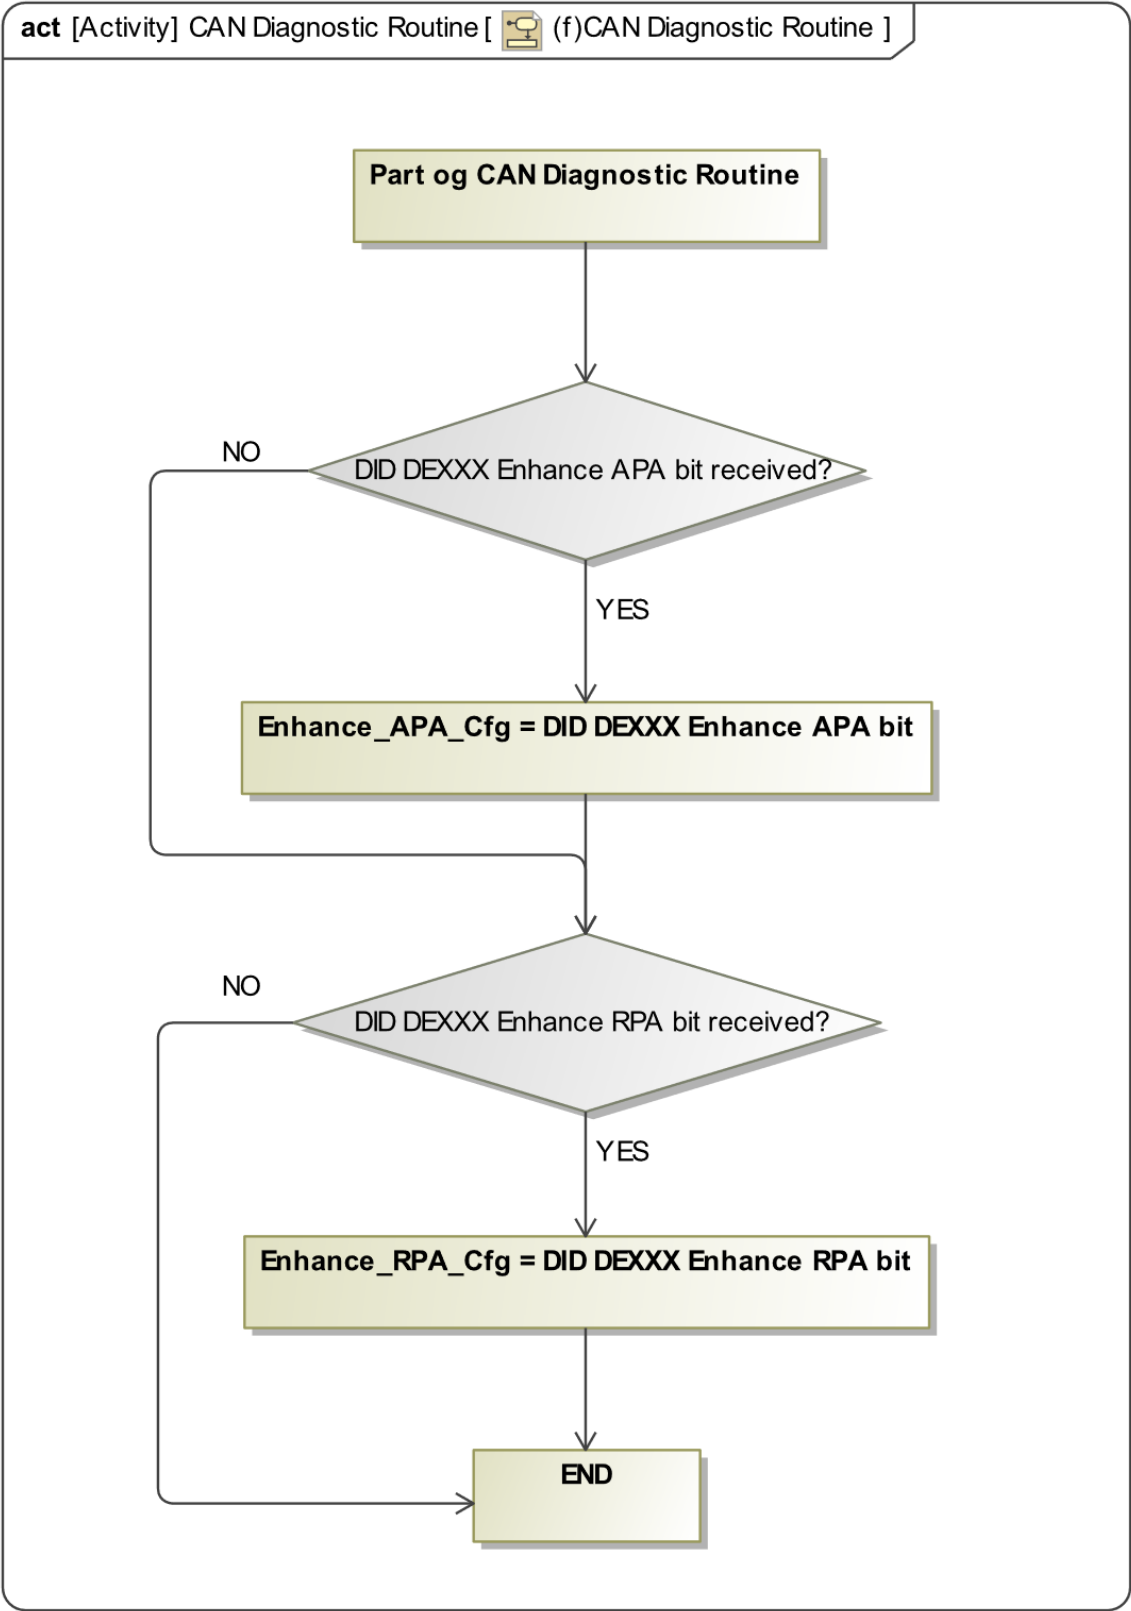 act [Activity] CAN Diagnostic Routine [ (f)CAN Diagnostic Routine ]
Part og CAN Diagnostic Routine
DID DEXXX Enhance APA bit received?
NO
YES
Enhance_APA_Cfg = DID DEXXX Enhance APA bit
DID DEXXX Enhance RPA bit received?
NO
YES
Enhance_RPA_Cfg = DID DEXXX Enhance RPA bit
END